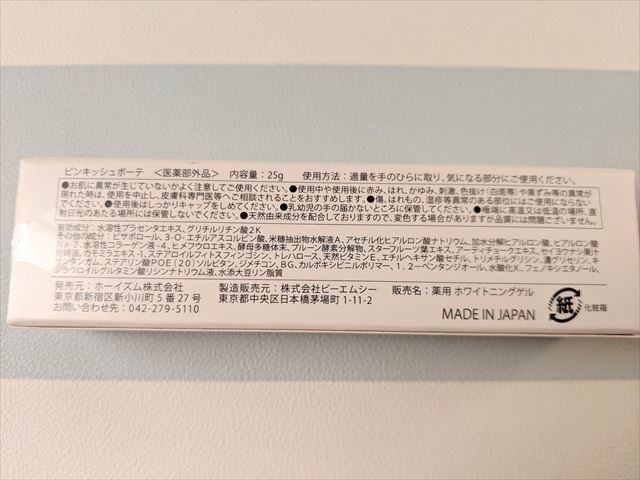 ピンキッシュボーテ ＜医薬部外品＞ 内容量：25g 使用方法：適量を手のひらに取り、気になる部分にご使用ください。
●お肌に異常が生じていないかよく注意してご使用ください。●使用中や使用後に赤み、はれ、かゆみ、刺激、色抜け（白斑等）や黒ずみ等の異常が
現れた時は、使用を中止し、皮膚科専門医等へご相談されることをおすすめします。●傷、はれもの、湿疹等異常のある部位にはご使用にならない
でください。●使用後はしっかりキャップをしめてください。●乳幼児の手の届かないところに保管してください。●極端に高温又は低温の場所、直
射日光のあたる場所には保管しないでください。●天然由来成分を配合しておりますので、変色する場合がありますが品質には問題ございません。
有効成分：水溶性プラセンタエキス、グリチルリチン酸2K
その他の成分：ビサボロール、3-O-エチルアスコルビン酸、米糠抽出物水解液A、アセチル化ヒアルロン酸ナトリウム、加水分解ヒアルロン酸、ヒアルロン酸
Na-2、水溶性コラーゲン液-4、ヒメフウロエキス、酵母多糖体末、プルーン酵素分解物、スターフルーツ葉エキス、アーティチョークエキス、セイヨウナシ果汁
発酵液、カモミラエキス-1、ステアロイルフィトスフィンゴシン、トレハロース、天然ビタミンE、エチルヘキサン酸セチル、トリメチルグリシン、濃グリセリン、キ
サンタンガム、ステアリン酸POE(20)ソルビタン、ジメチコン、BG、カルボキシビニルポリマー、1,2-ペンタンジオール、水酸化K、フェノキシエタノール、
ジラウロイルグルタミン酸リシンナトリウム液、水添大豆リン脂質
発売元：ホーイズム株式会社 製造販売元：株式会社ビーエムシー 販売名：薬用 ホワイトニングゲル
東京都新宿区新小川町5番27号 東京都中央区日本橋茅場町1-11-2
お問い合わせ先：042-279-5110 MADE IN JAPAN 紙 化粧箱